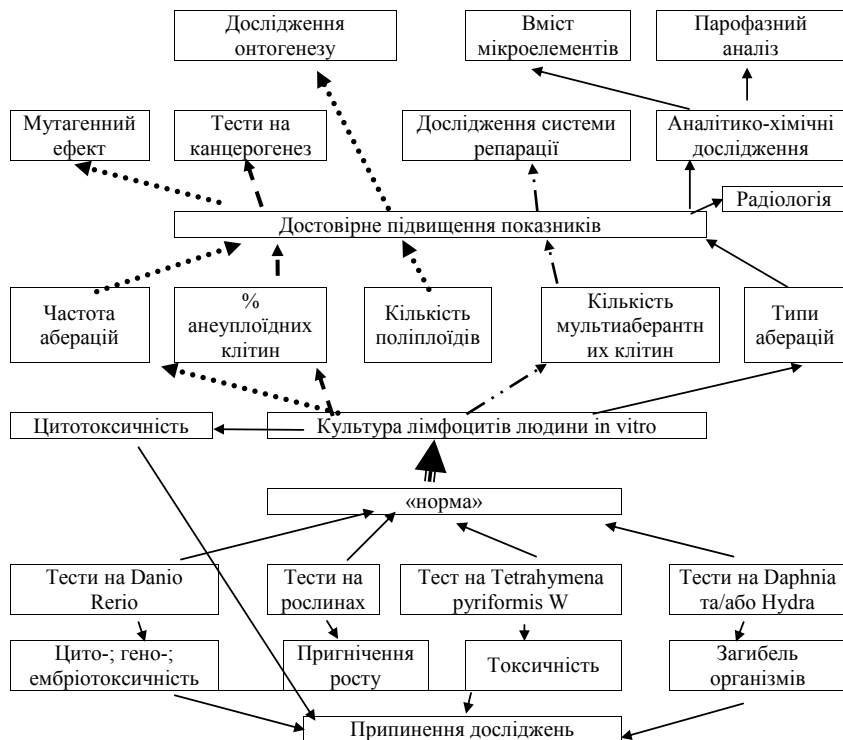 Дослідження
онтогенезу
Вміст
мікроелементів
Парофазний
аналіз
Мутагенний
ефект
Тести на
канцерогенез
Дослідження системи
репарації
Аналітико-хімічні
дослідження
Радіологія
Достовірне підвищення показників
Частота
аберацій
%
анеуплоїдних
клітин
Кількість
поліплоїдів
Кількість
мультиаберантн
их клітин
Типи
аберацій
Цитотоксичність
Культура лімфоцитів людини in vitro
«норма»
Тести на Danio
Rerio
Тести на
рослинах
Тест на Tetrahymena
pyriformis W
Тести на Daphnia
та/або Hydra
Цито-; гено-;
ембріотоксичність
Пригнічення
росту
Токсичність
Загибель
організмів
Припинення досліджень